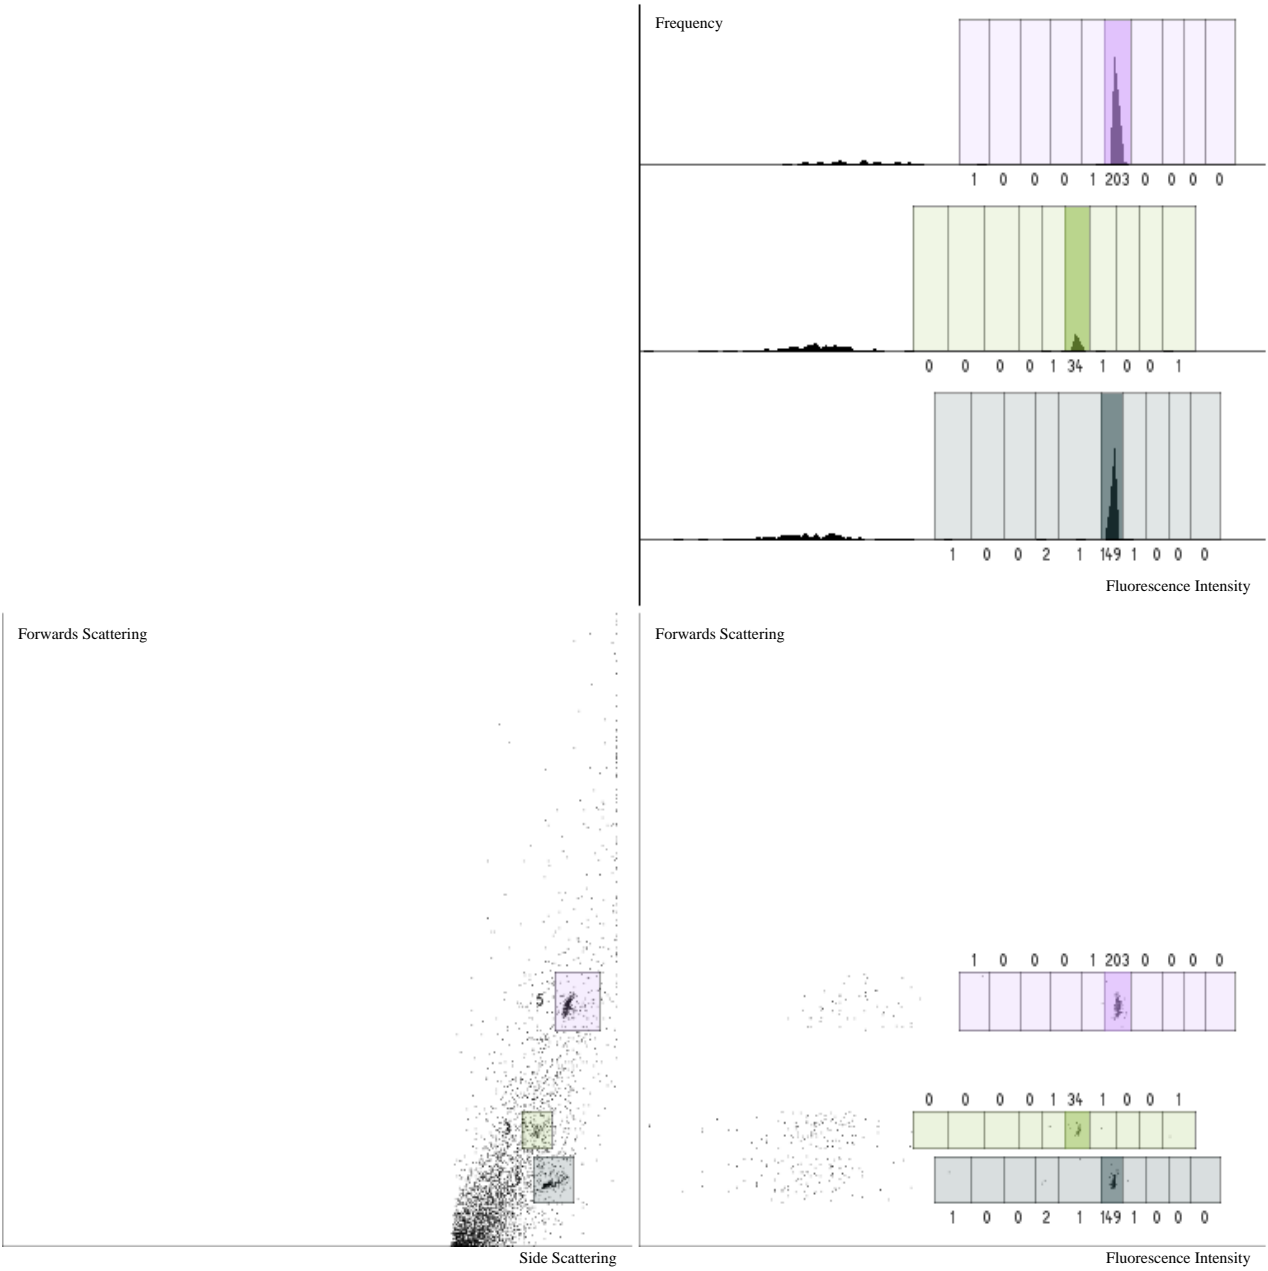 Frequency
1 0 0 0 1 203 0 0 0 0
0 0 0 0 1 34 1 0 0 1
1 0 0 2 1 149 1 0 0 0
Fluorescence Intensity
Forwards Scattering
5
Side Scattering
Forwards Scattering
1 0 0 0 1 203 0 0 0 0
0 0 0 0 1 34 1 0 0 1
1 0 0 2 1 149 1 0 0 0
Fluorescence Intensity